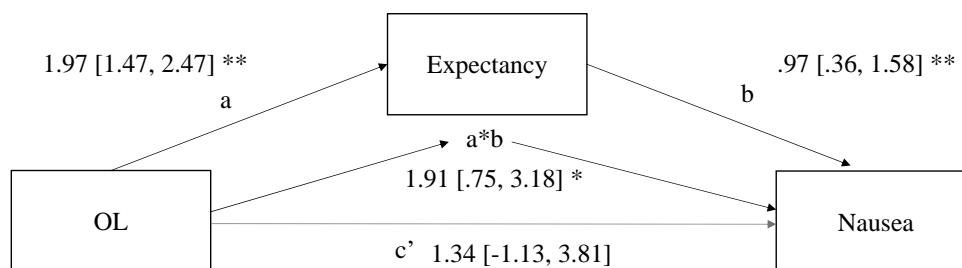 1.97 [1.47, 2.47] **
Expectancy
.97 [.36, 1.58] **
a
b
a*b
1.91 [.75, 3.18] *
OL
Nausea
c’ 1.34 [-1.13, 3.81]